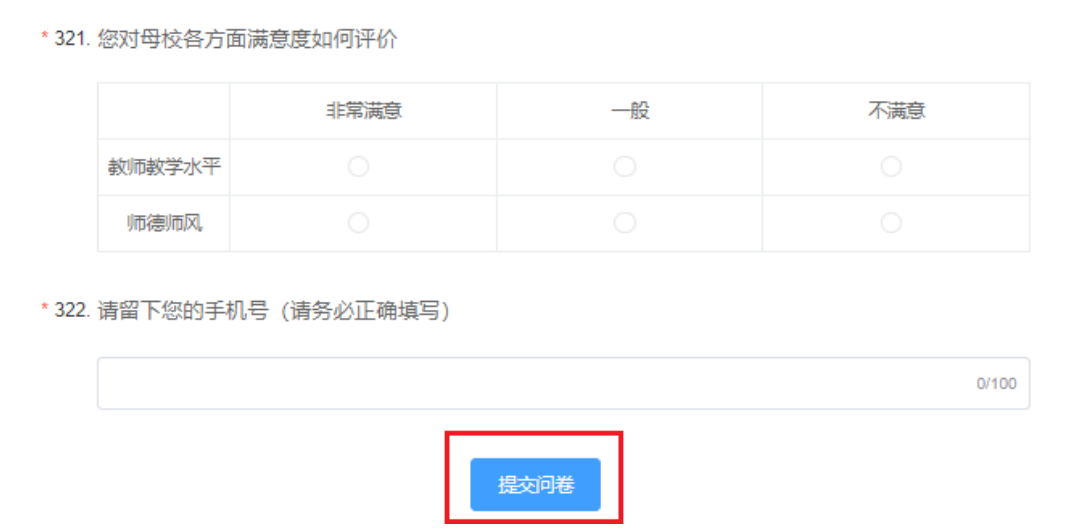 * 321. 您对母校各方面满意度如何评价
非常满意 一般 不满意
教师教学水平
师德师风
* 322. 请留下您的手机号（请务必正确填写）
0/100
提交问卷